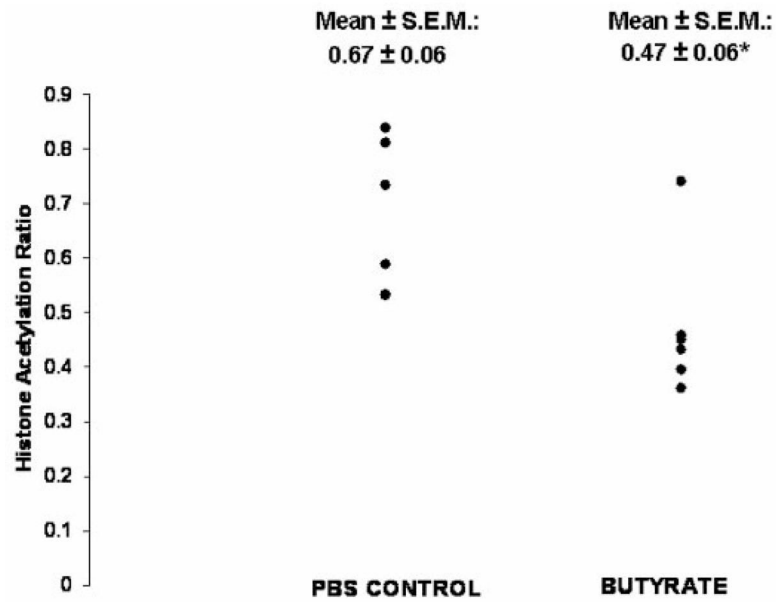 Mean ± S.E.M.:
0.67 ± 0.06
Mean ± S.E.M.:
0.47 ± 0.06*
Histone Acetylation Ratio
0.9
0.8
0.7
0.6
0.5
0.4
0.3
0.2
0.1
0
PBS CONTROL
BUTYRATE